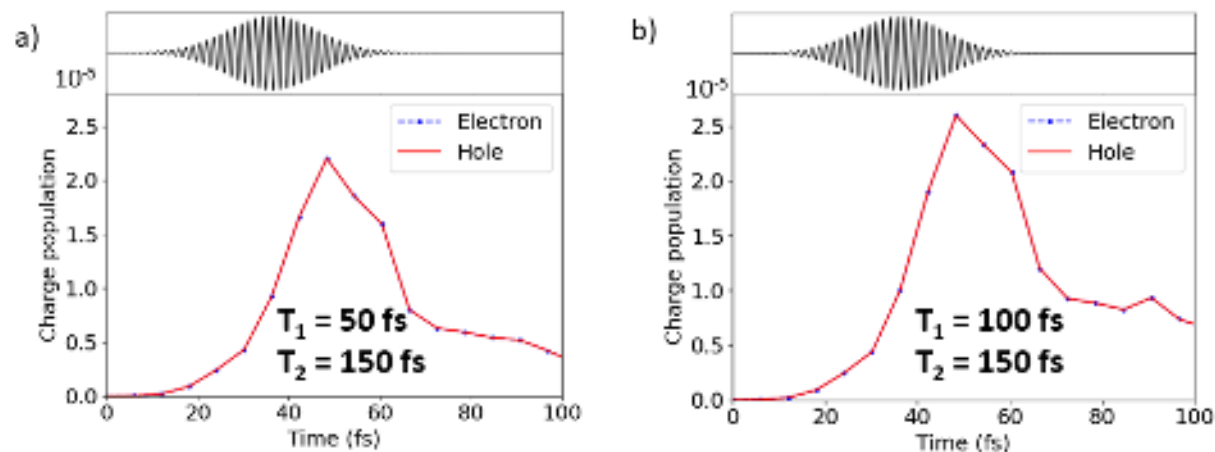 a)
10⁻⁵
Charge population
2.5
2.0
1.5
1.0
0.5
0.0
Electron
Hole
T₁ = 50 fs
T₂ = 150 fs
0 20 40 60 80 100
Time (fs)
b)
10⁻⁵
Charge population
2.5
2.0
1.5
1.0
0.5
0.0
Electron
Hole
T₁ = 100 fs
T₂ = 150 fs
0 20 40 60 80 100
Time (fs)